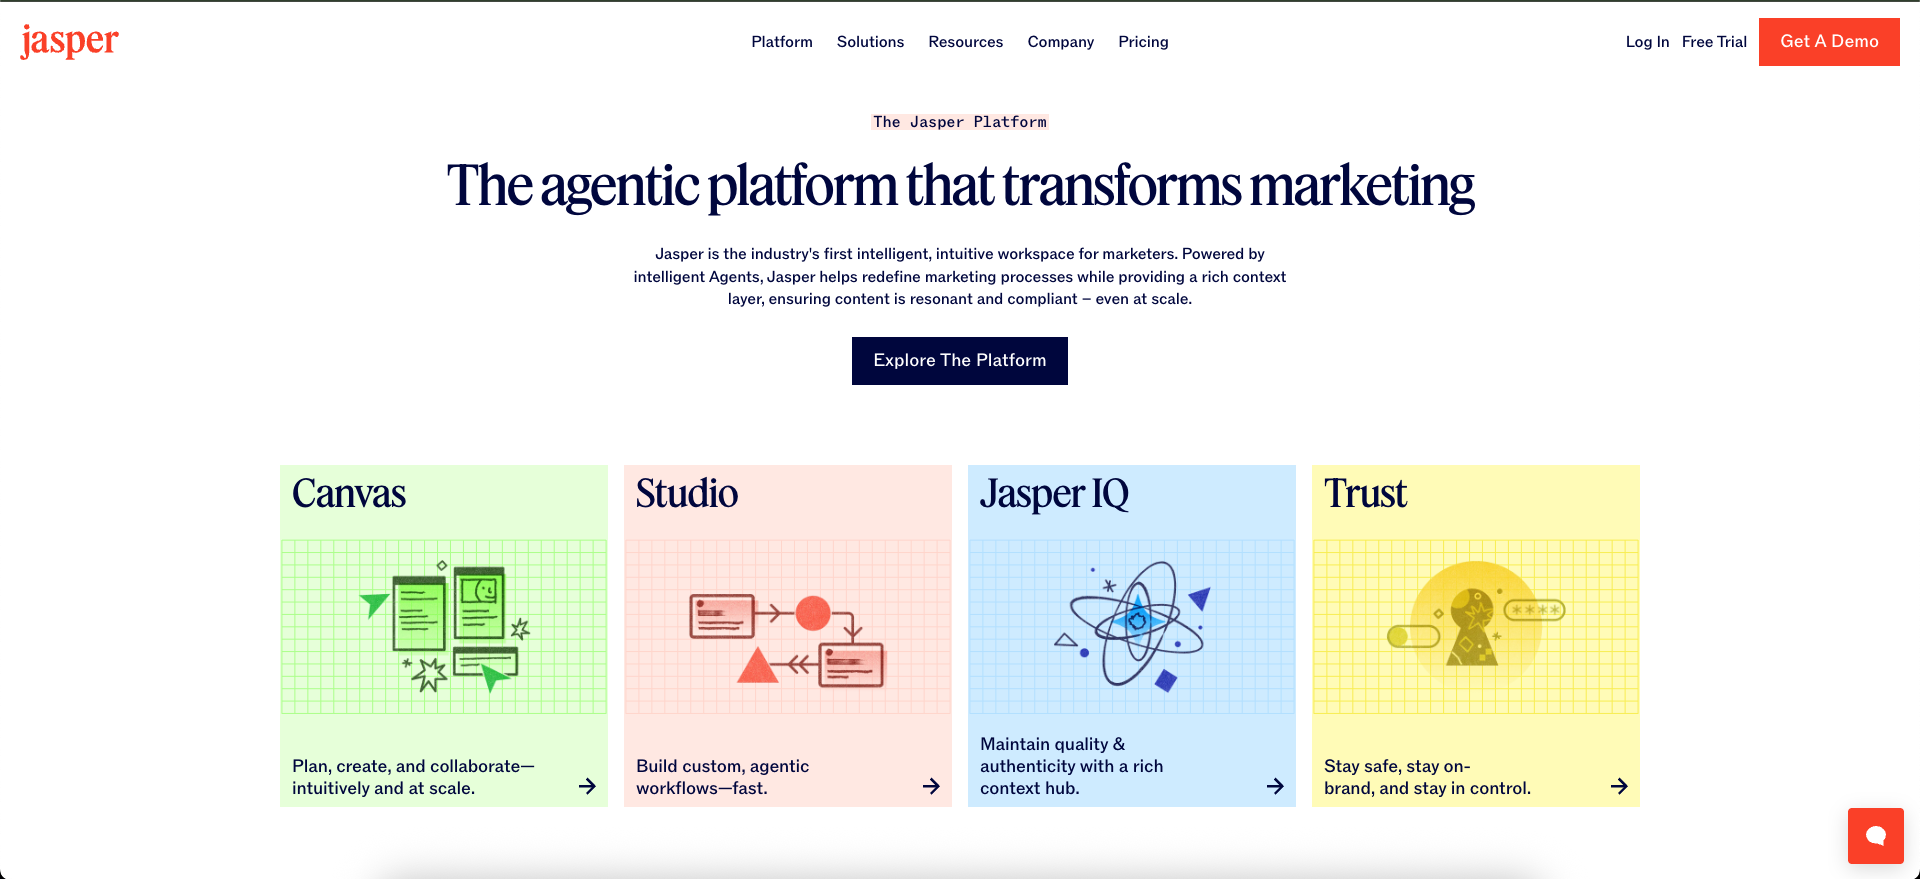 jasper
Platform
Solutions
Resources
Company
Pricing
Log In
Free Trial
Get A Demo
The Jasper Platform
The agentic platform that transforms marketing
Jasper is the industry's first intelligent, intuitive workspace for marketers. Powered by
intelligent Agents, Jasper helps redefine marketing processes while providing a rich context
layer, ensuring content is resonant and compliant – even at scale.
Explore The Platform
Canvas
Plan, create, and collaborate—
intuitively and at scale.
Studio
Build custom, agentic
workflows—fast.
Jasper IQ
Maintain quality &
authenticity with a rich
context hub.
Trust
****
Stay safe, stay on-
brand, and stay in control.